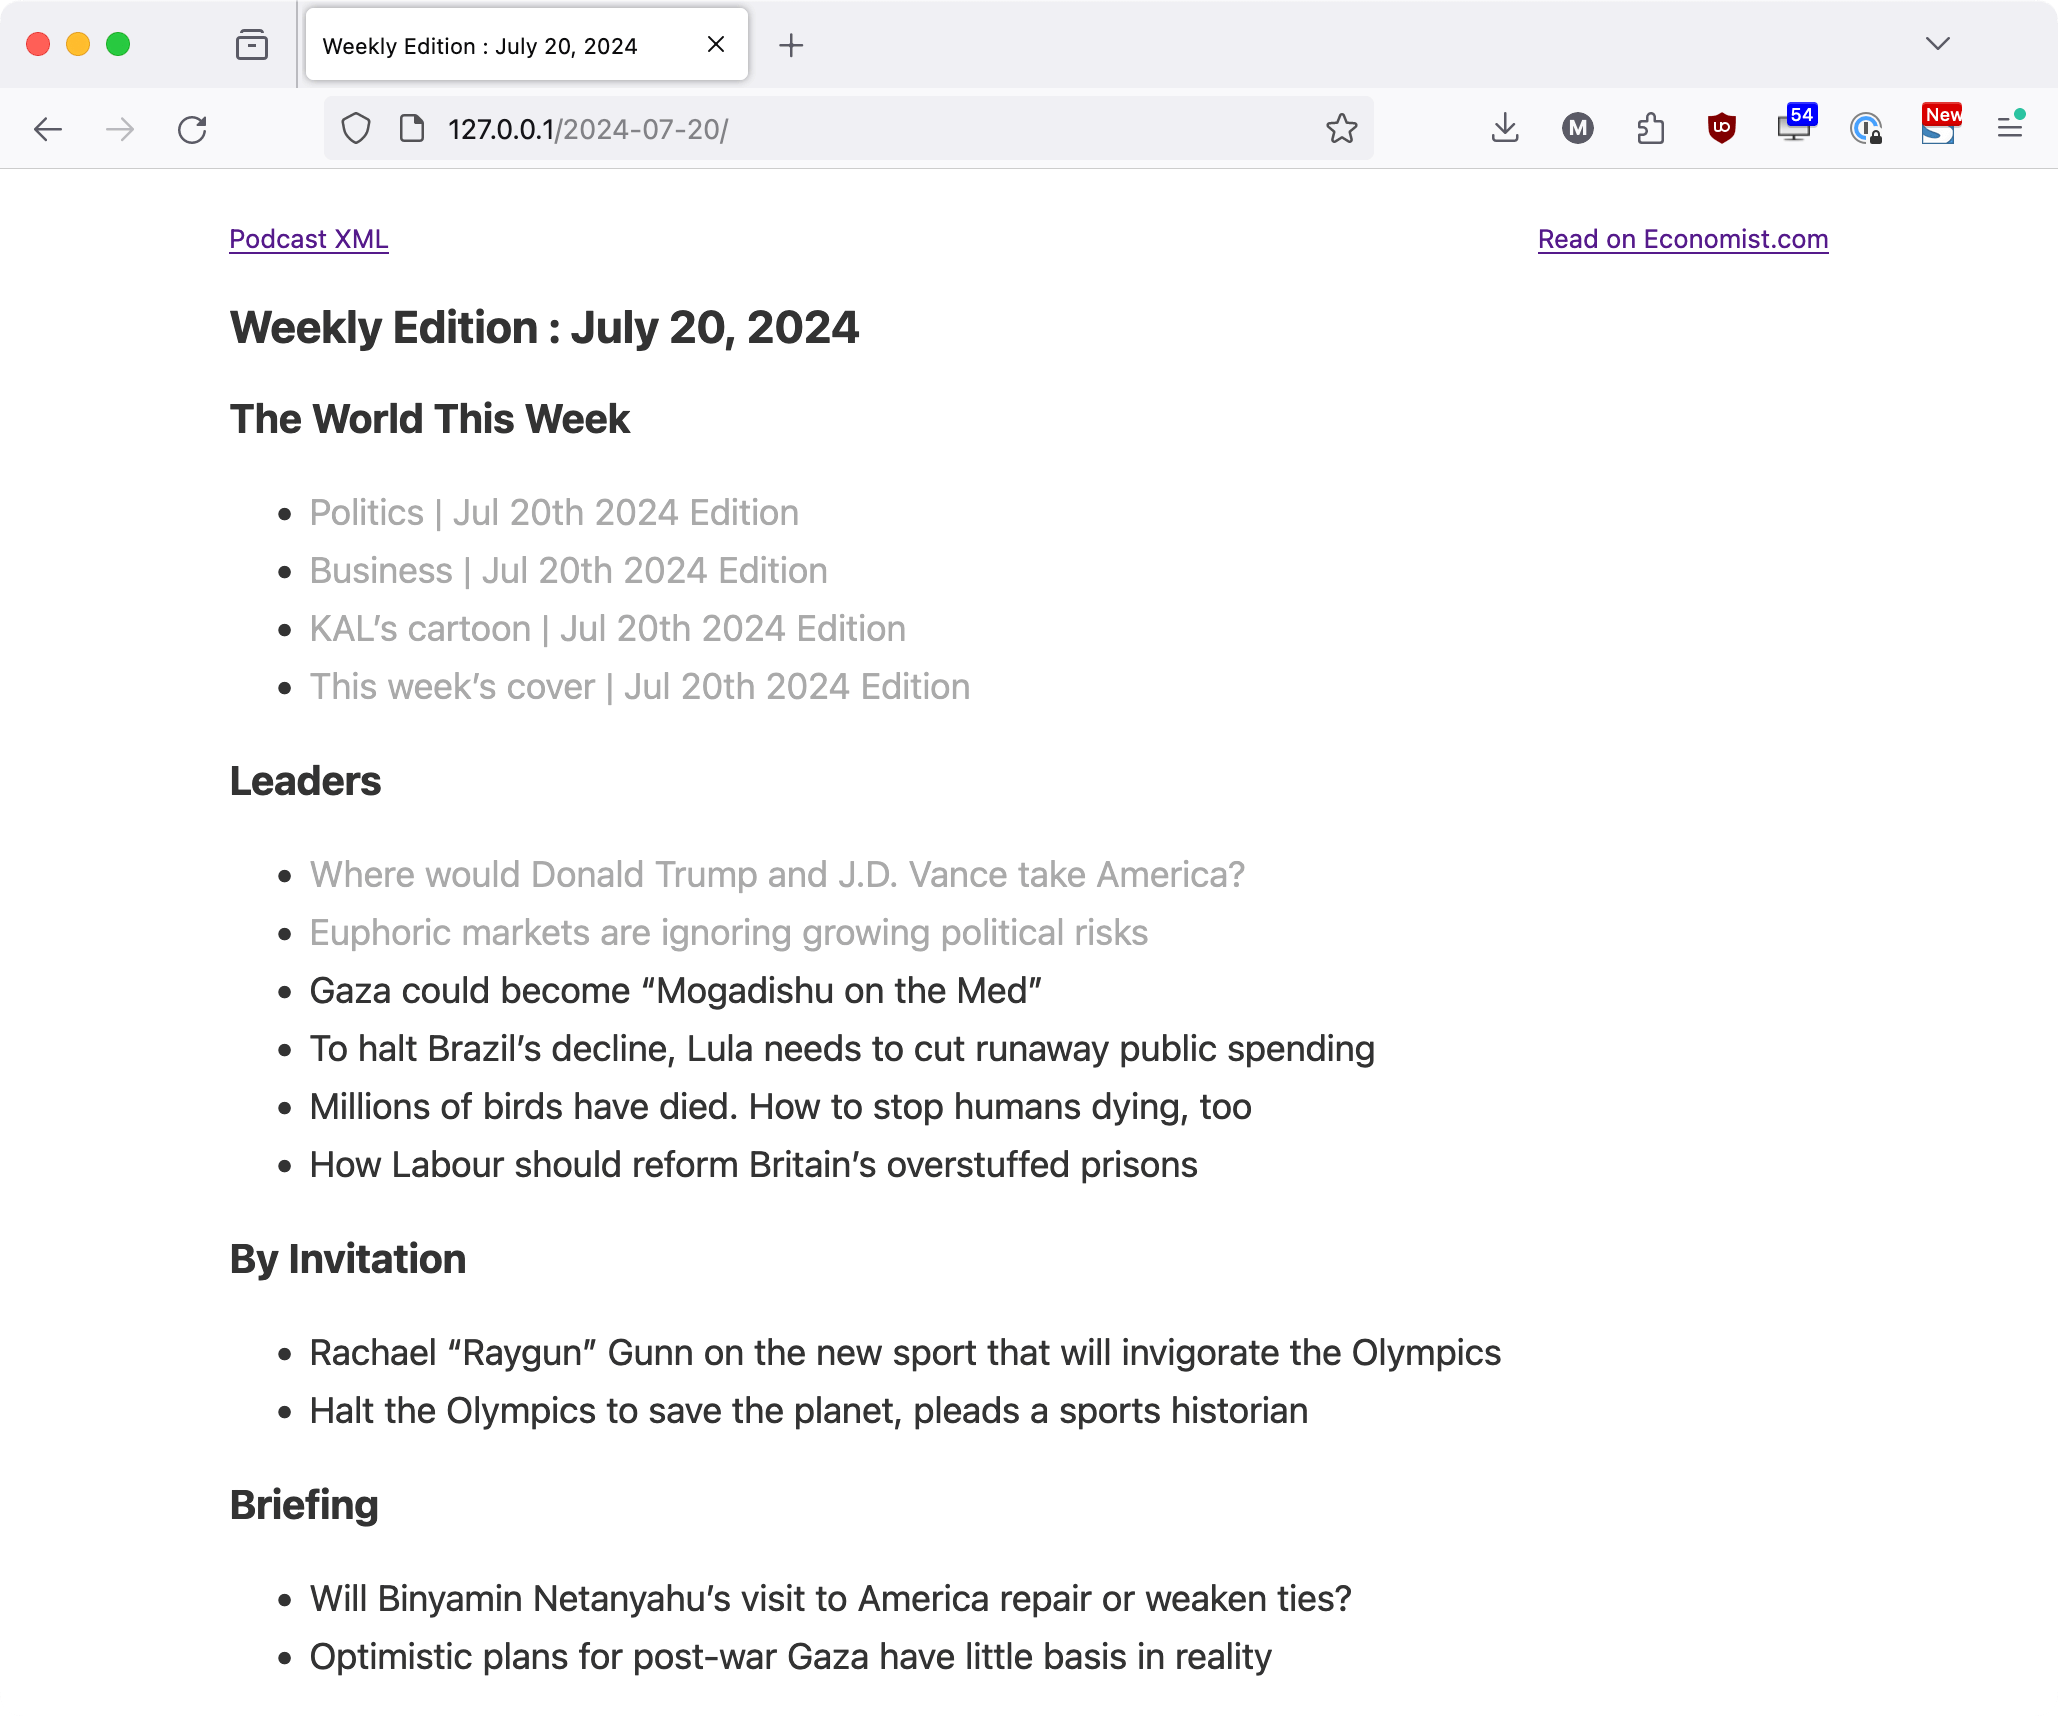 Weekly Edition : July 20, 2024
127.0.0.1/2024-07-20/
M
UO
54
New
Podcast XML
Read on Economist.com
Weekly Edition : July 20, 2024
The World This Week
Politics | Jul 20th 2024 Edition
Business | Jul 20th 2024 Edition
KAL’s cartoon | Jul 20th 2024 Edition
This week’s cover | Jul 20th 2024 Edition
Leaders
Where would Donald Trump and J.D. Vance take America?
Euphoric markets are ignoring growing political risks
Gaza could become “Mogadishu on the Med”
To halt Brazil’s decline, Lula needs to cut runaway public spending
Millions of birds have died. How to stop humans dying, too
How Labour should reform Britain’s overstuffed prisons
By Invitation
Rachael “Raygun” Gunn on the new sport that will invigorate the Olympics
Halt the Olympics to save the planet, pleads a sports historian
Briefing
Will Binyamin Netanyahu’s visit to America repair or weaken ties?
Optimistic plans for post-war Gaza have little basis in reality